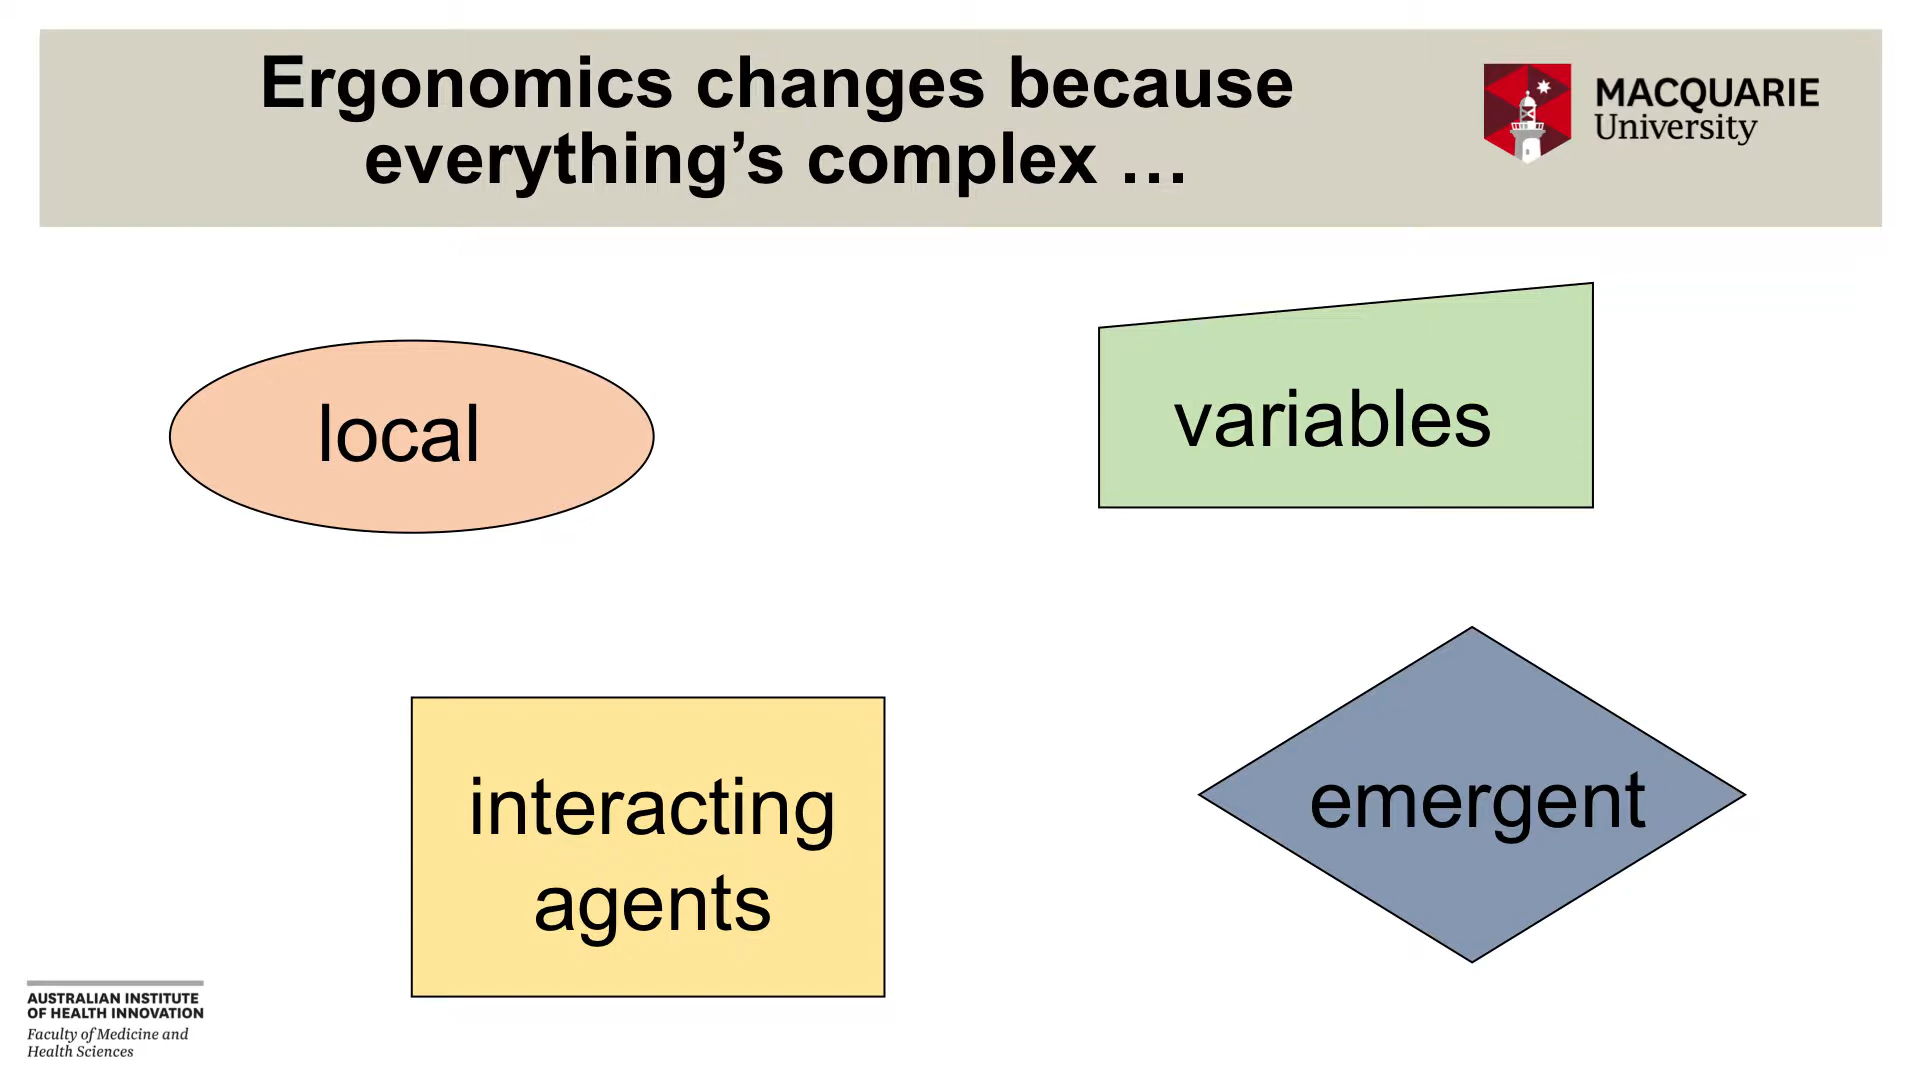 Ergonomics changes because
everything’s complex …
MACQUARIE
University
local
variables
interacting
agents
emergent
AUSTRALIAN INSTITUTE
OF HEALTH INNOVATION
Faculty of Medicine and
Health Sciences